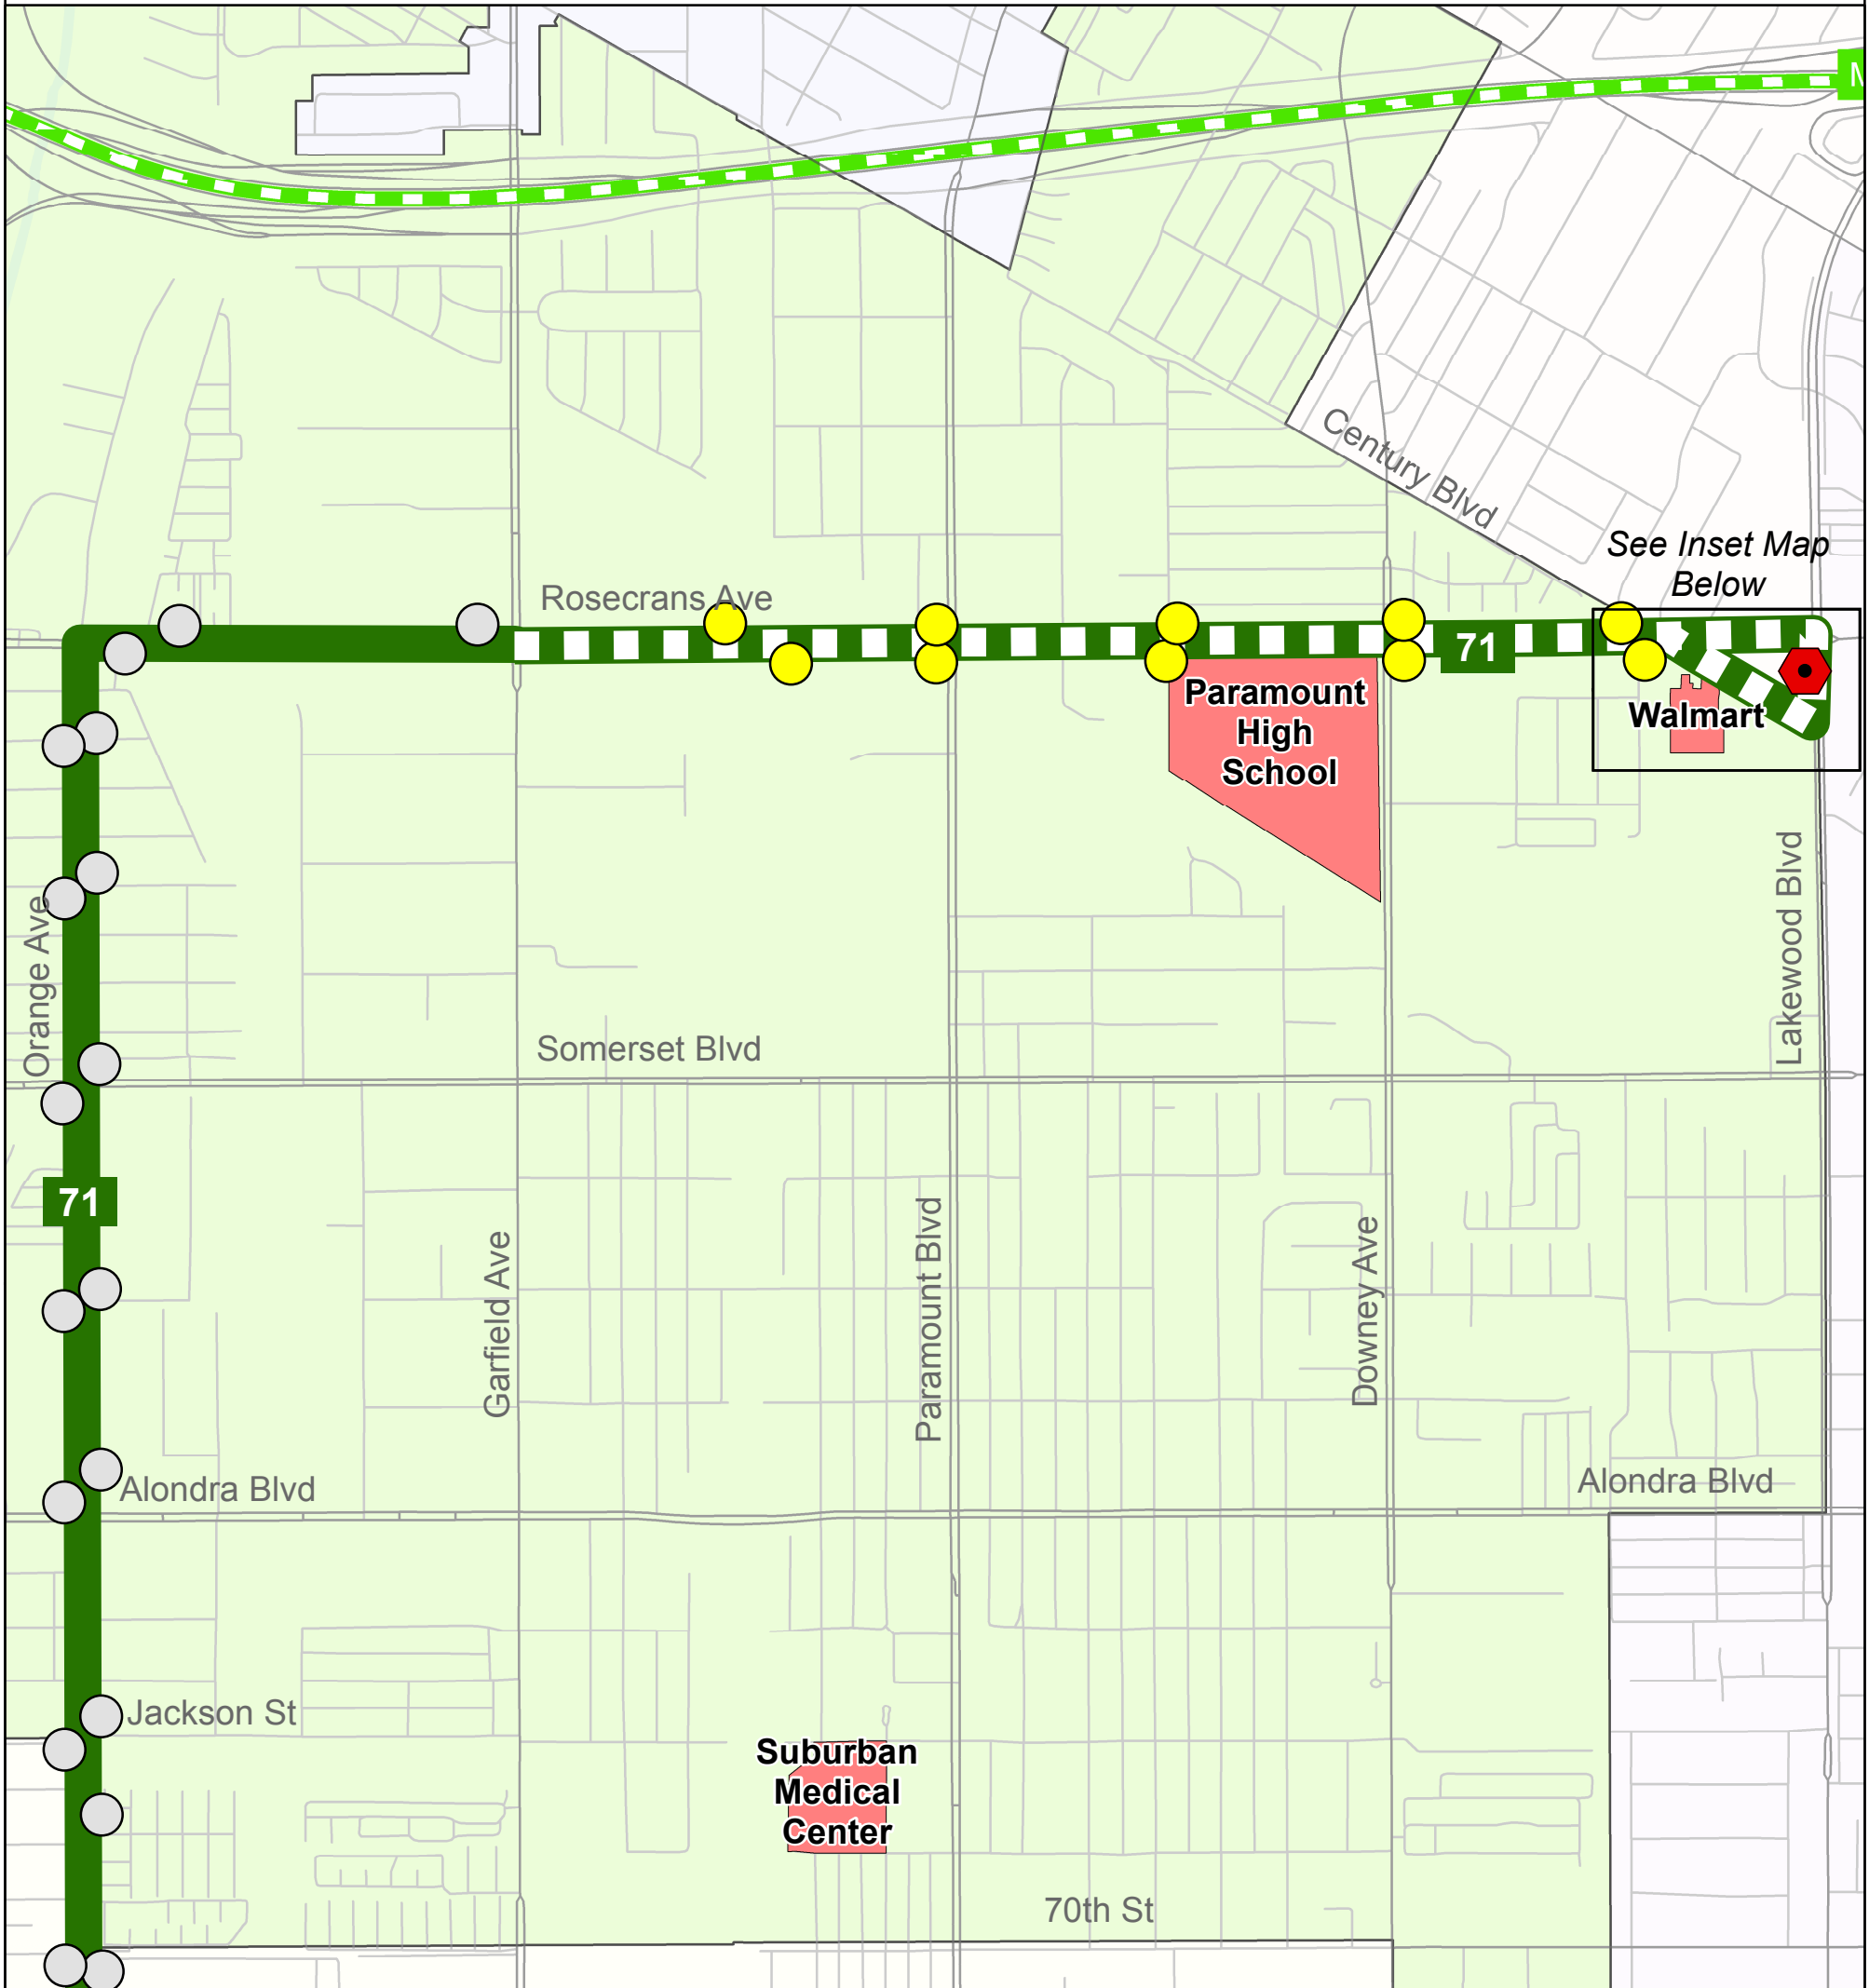 M
Century Blvd
See Inset Map
Below
Rosecrans Ave
71
Paramount
High
School
Walmart
Orange Ave
Lakewood Blvd
Somerset Blvd
71
Garfield Ave
Paramount Blvd
Downey Ave
Alondra Blvd
Alondra Blvd
Jackson St
Suburban
Medical
Center
70th St